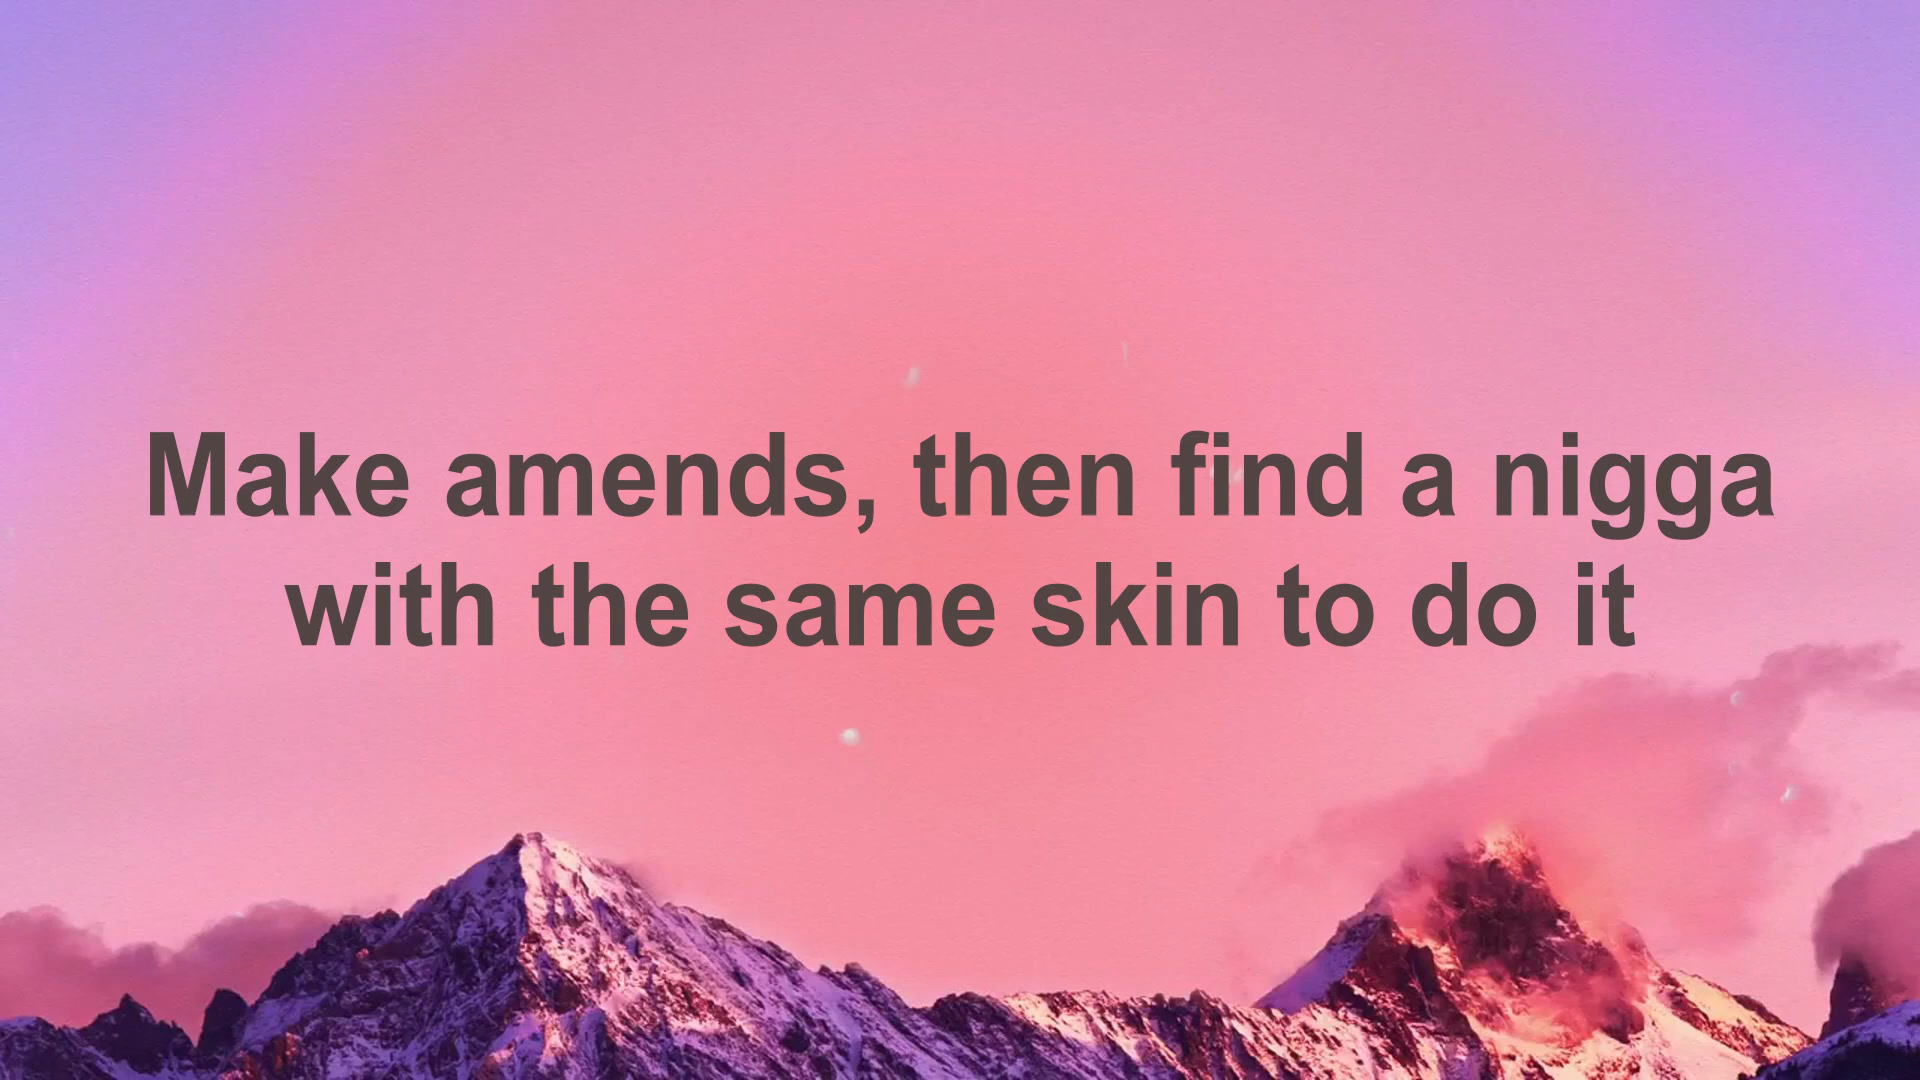 Make amends, then find a nigga
with the same skin to do it